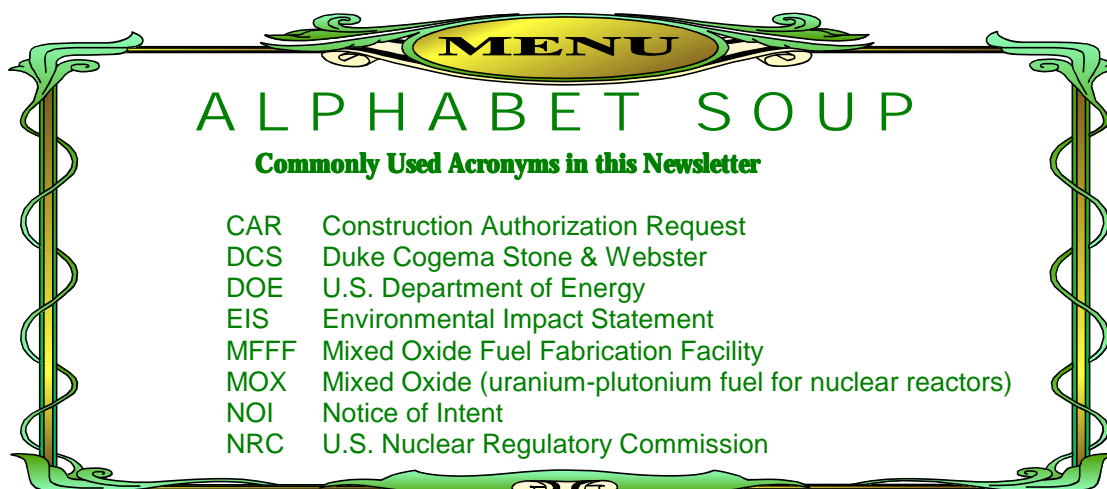 MENU
ALPHABET SOUP
Commonly Used Acronyms in this Newsletter
CAR Construction Authorization Request
DCS Duke Cogema Stone & Webster
DOE U.S. Department of Energy
EIS Environmental Impact Statement
MFFF Mixed Oxide Fuel Fabrication Facility
MOX Mixed Oxide (uranium-plutonium fuel for nuclear reactors)
NOI Notice of Intent
NRC U.S. Nuclear Regulatory Commission